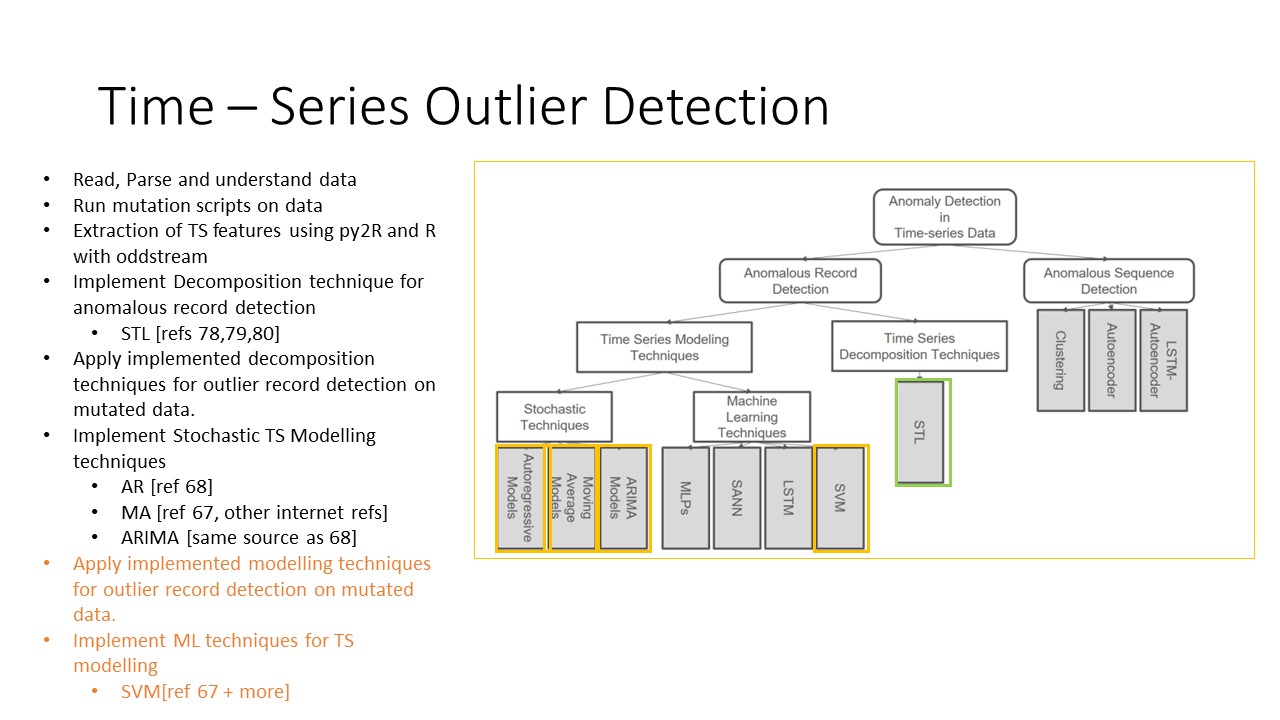 Time – Series Outlier Detection
• Read, Parse and understand data
• Run mutation scripts on data
• Extraction of TS features using py2R and R
with oddstream
• Implement Decomposition technique for
anomalous record detection
• STL [refs 78,79,80]
• Apply implemented decomposition
techniques for outlier record detection on
mutated data.
• Implement Stochastic TS Modelling
techniques
• AR [ref 68]
• MA [ref 67, other internet refs]
• ARIMA [same source as 68]
• Apply implemented modelling techniques
for outlier record detection on mutated
data.
• Implement ML techniques for TS
modelling
• SVM[ref 67 + more]
Anomaly Detection
in
Time-series Data
Anomalous Record
Detection
Anomalous Sequence
Detection
Time Series Modeling
Techniques
Time Series
Decomposition Techniques
Clustering
Autoencoder
LSTM-
Autoencoder
Stochastic
Techniques
Machine
Learning
Techniques
STL
Autoregressive
Models
Moving
Average
Models
ARIMA
Models
MLPs
SANN
LSTM
SVM